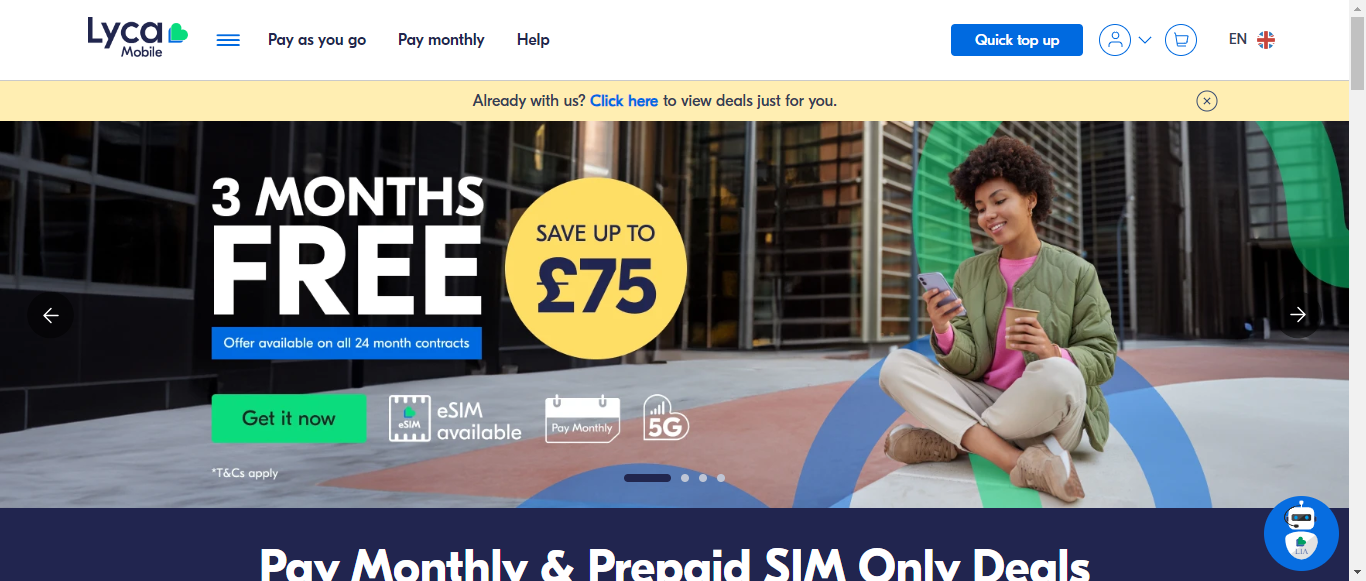 Lyca
Mobile
Pay as you go
Pay monthly
Help
Quick top up
EN
Already with us? Click here to view deals just for you.
3 MONTHS
FREE
SAVE UP TO
£75
Offer available on all 24 month contracts
Get it now
eSIM
eSIM
available
Pay Monthly
5G
*T&Cs apply
LIA
Pay Monthly & Prepaid SIM Only Deals